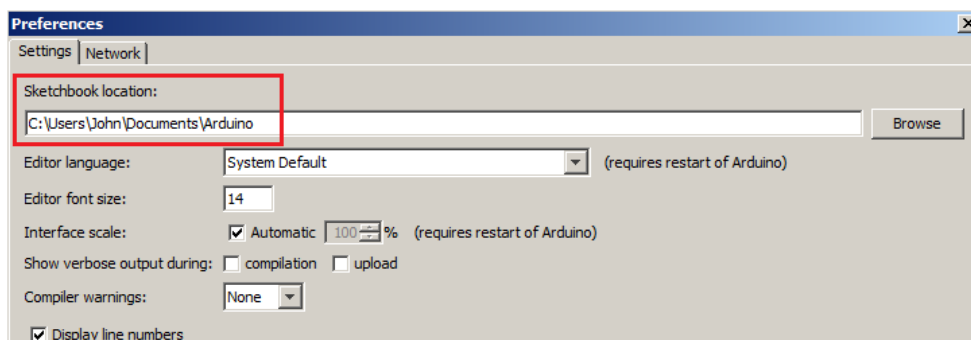 Preferences
Settings Network
Sketchbook location:
C:\Users\John\Documents\Arduino Browse
Editor language: System Default (requires restart of Arduino)
Editor font size: 14
Interface scale: Automatic 100 % (requires restart of Arduino)
Show verbose output during: compilation upload
Compiler warnings: None
Display line numbers